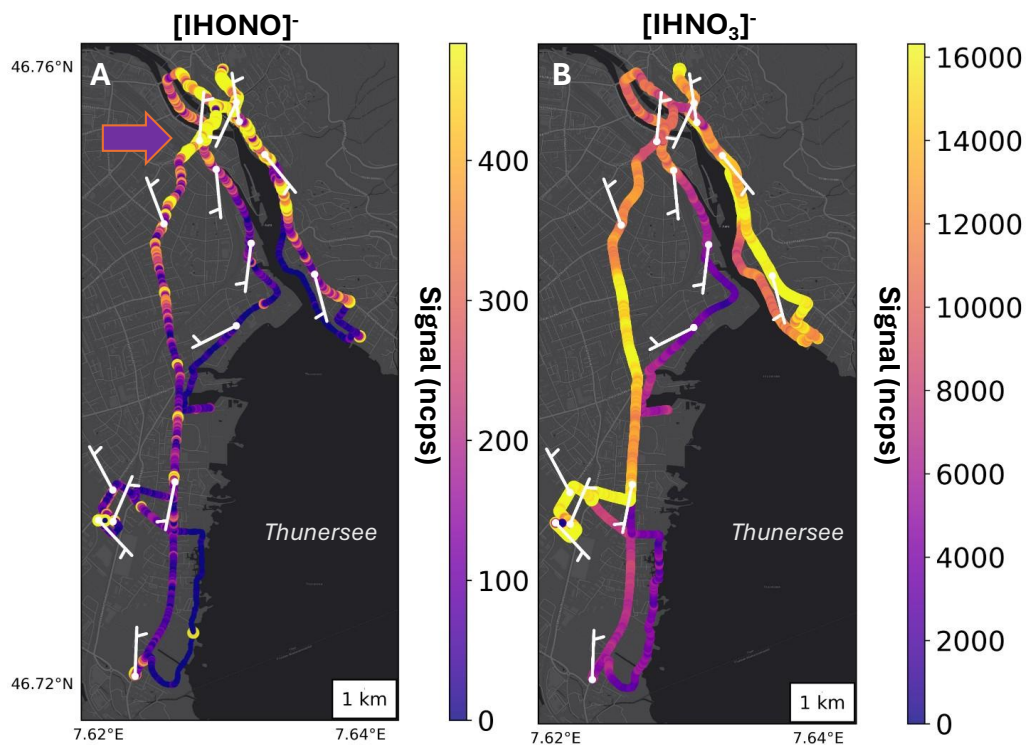 [IHONO]-
[IHNO3]-
46.76°N
A
B
400
300
200
100
0
Signal (ncps)
16000
14000
12000
10000
8000
6000
4000
2000
0
Signal (ncps)
Thunersee
Thunersee
46.72°N
1 km
1 km
7.62°E
7.64°E
7.62°E
7.64°E